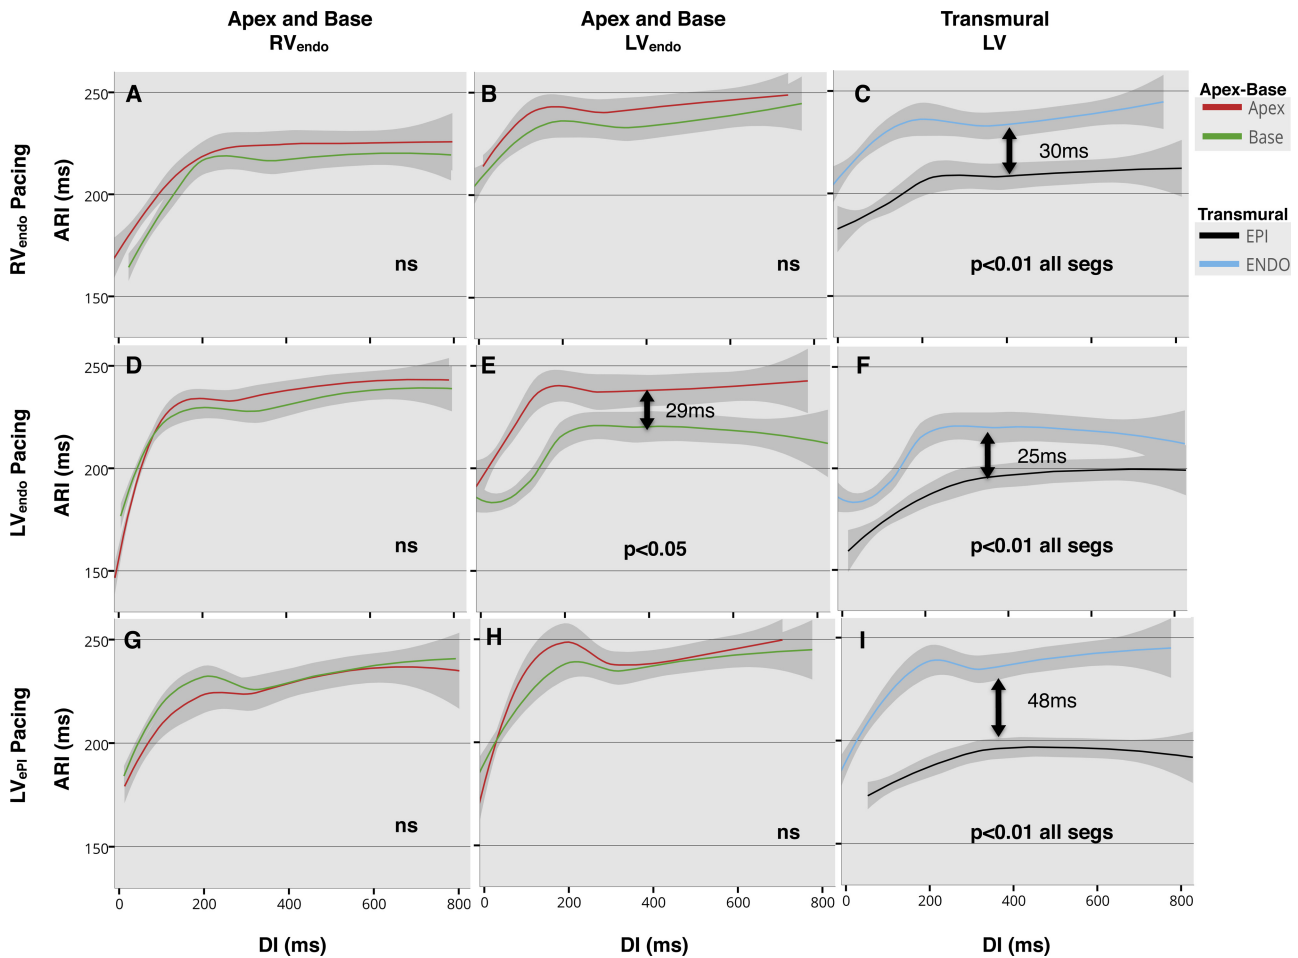 Apex and Base
RVendo
Apex and Base
LVendo
Transmural
LV
RVendo Pacing
ARI (ms)
250
200
150
A
ns
B
ns
C
30ms
p<0.01 all segs
Apex-Base
Apex
Base
Transmural
EPI
ENDO
LVendo Pacing
ARI (ms)
250
200
150
D
ns
E
29ms
p<0.05
F
25ms
p<0.01 all segs
LVePI Pacing
ARI (ms)
250
200
150
G
ns
H
ns
I
48ms
p<0.01 all segs
0 200 400 600 800
0 200 400 600 800
0 200 400 600 800
DI (ms)
DI (ms)
DI (ms)